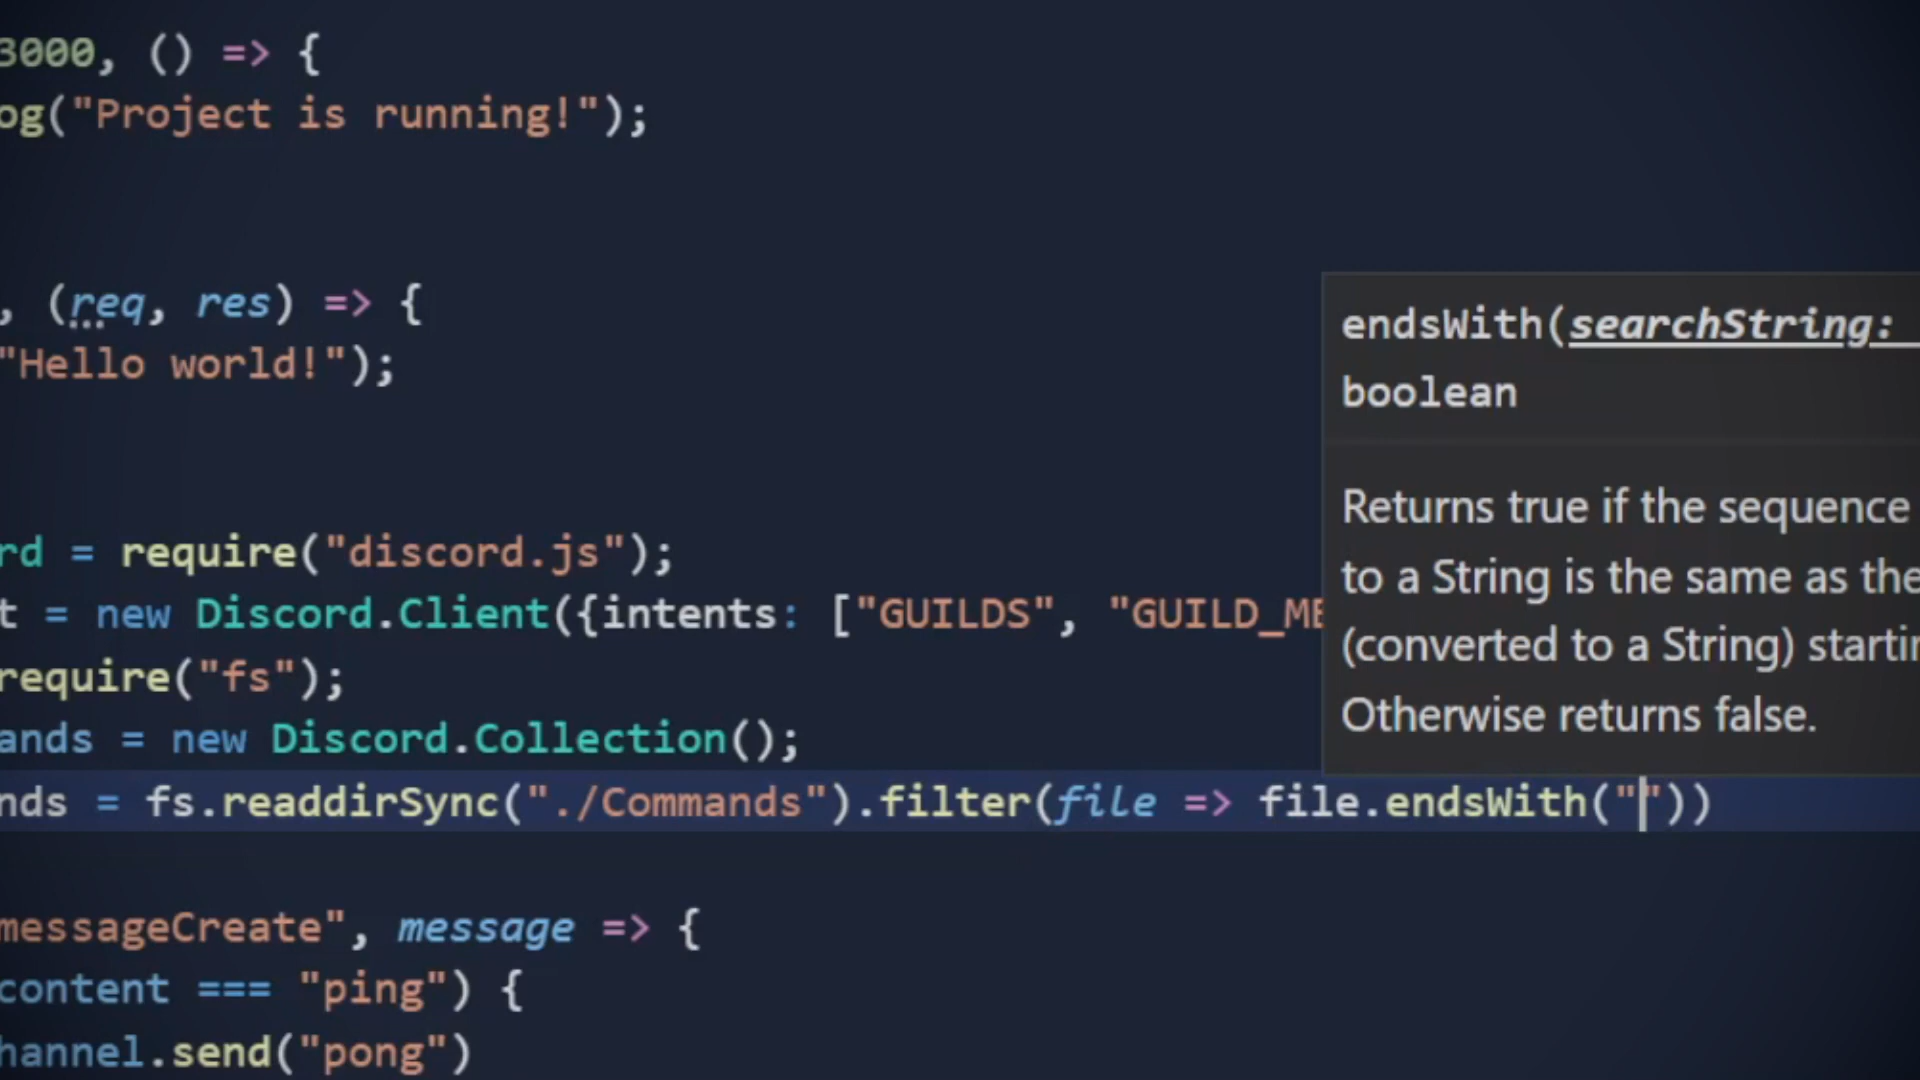 3000, () => {
og("Project is running!");
, (req, res) => {
"Hello world!");
rd = require("discord.js");
t = new Discord.Client({intents: ["GUILDS", "GUILD_ME
require("fs");
ands = new Discord.Collection();
nds = fs.readdirSync("./Commands").filter(file => file.endsWith(""))
messageCreate", message => {
content === "ping") {
hannel.send("pong")
endsWith(searchString:
boolean
Returns true if the sequence
to a String is the same as the
(converted to a String) startin
Otherwise returns false.